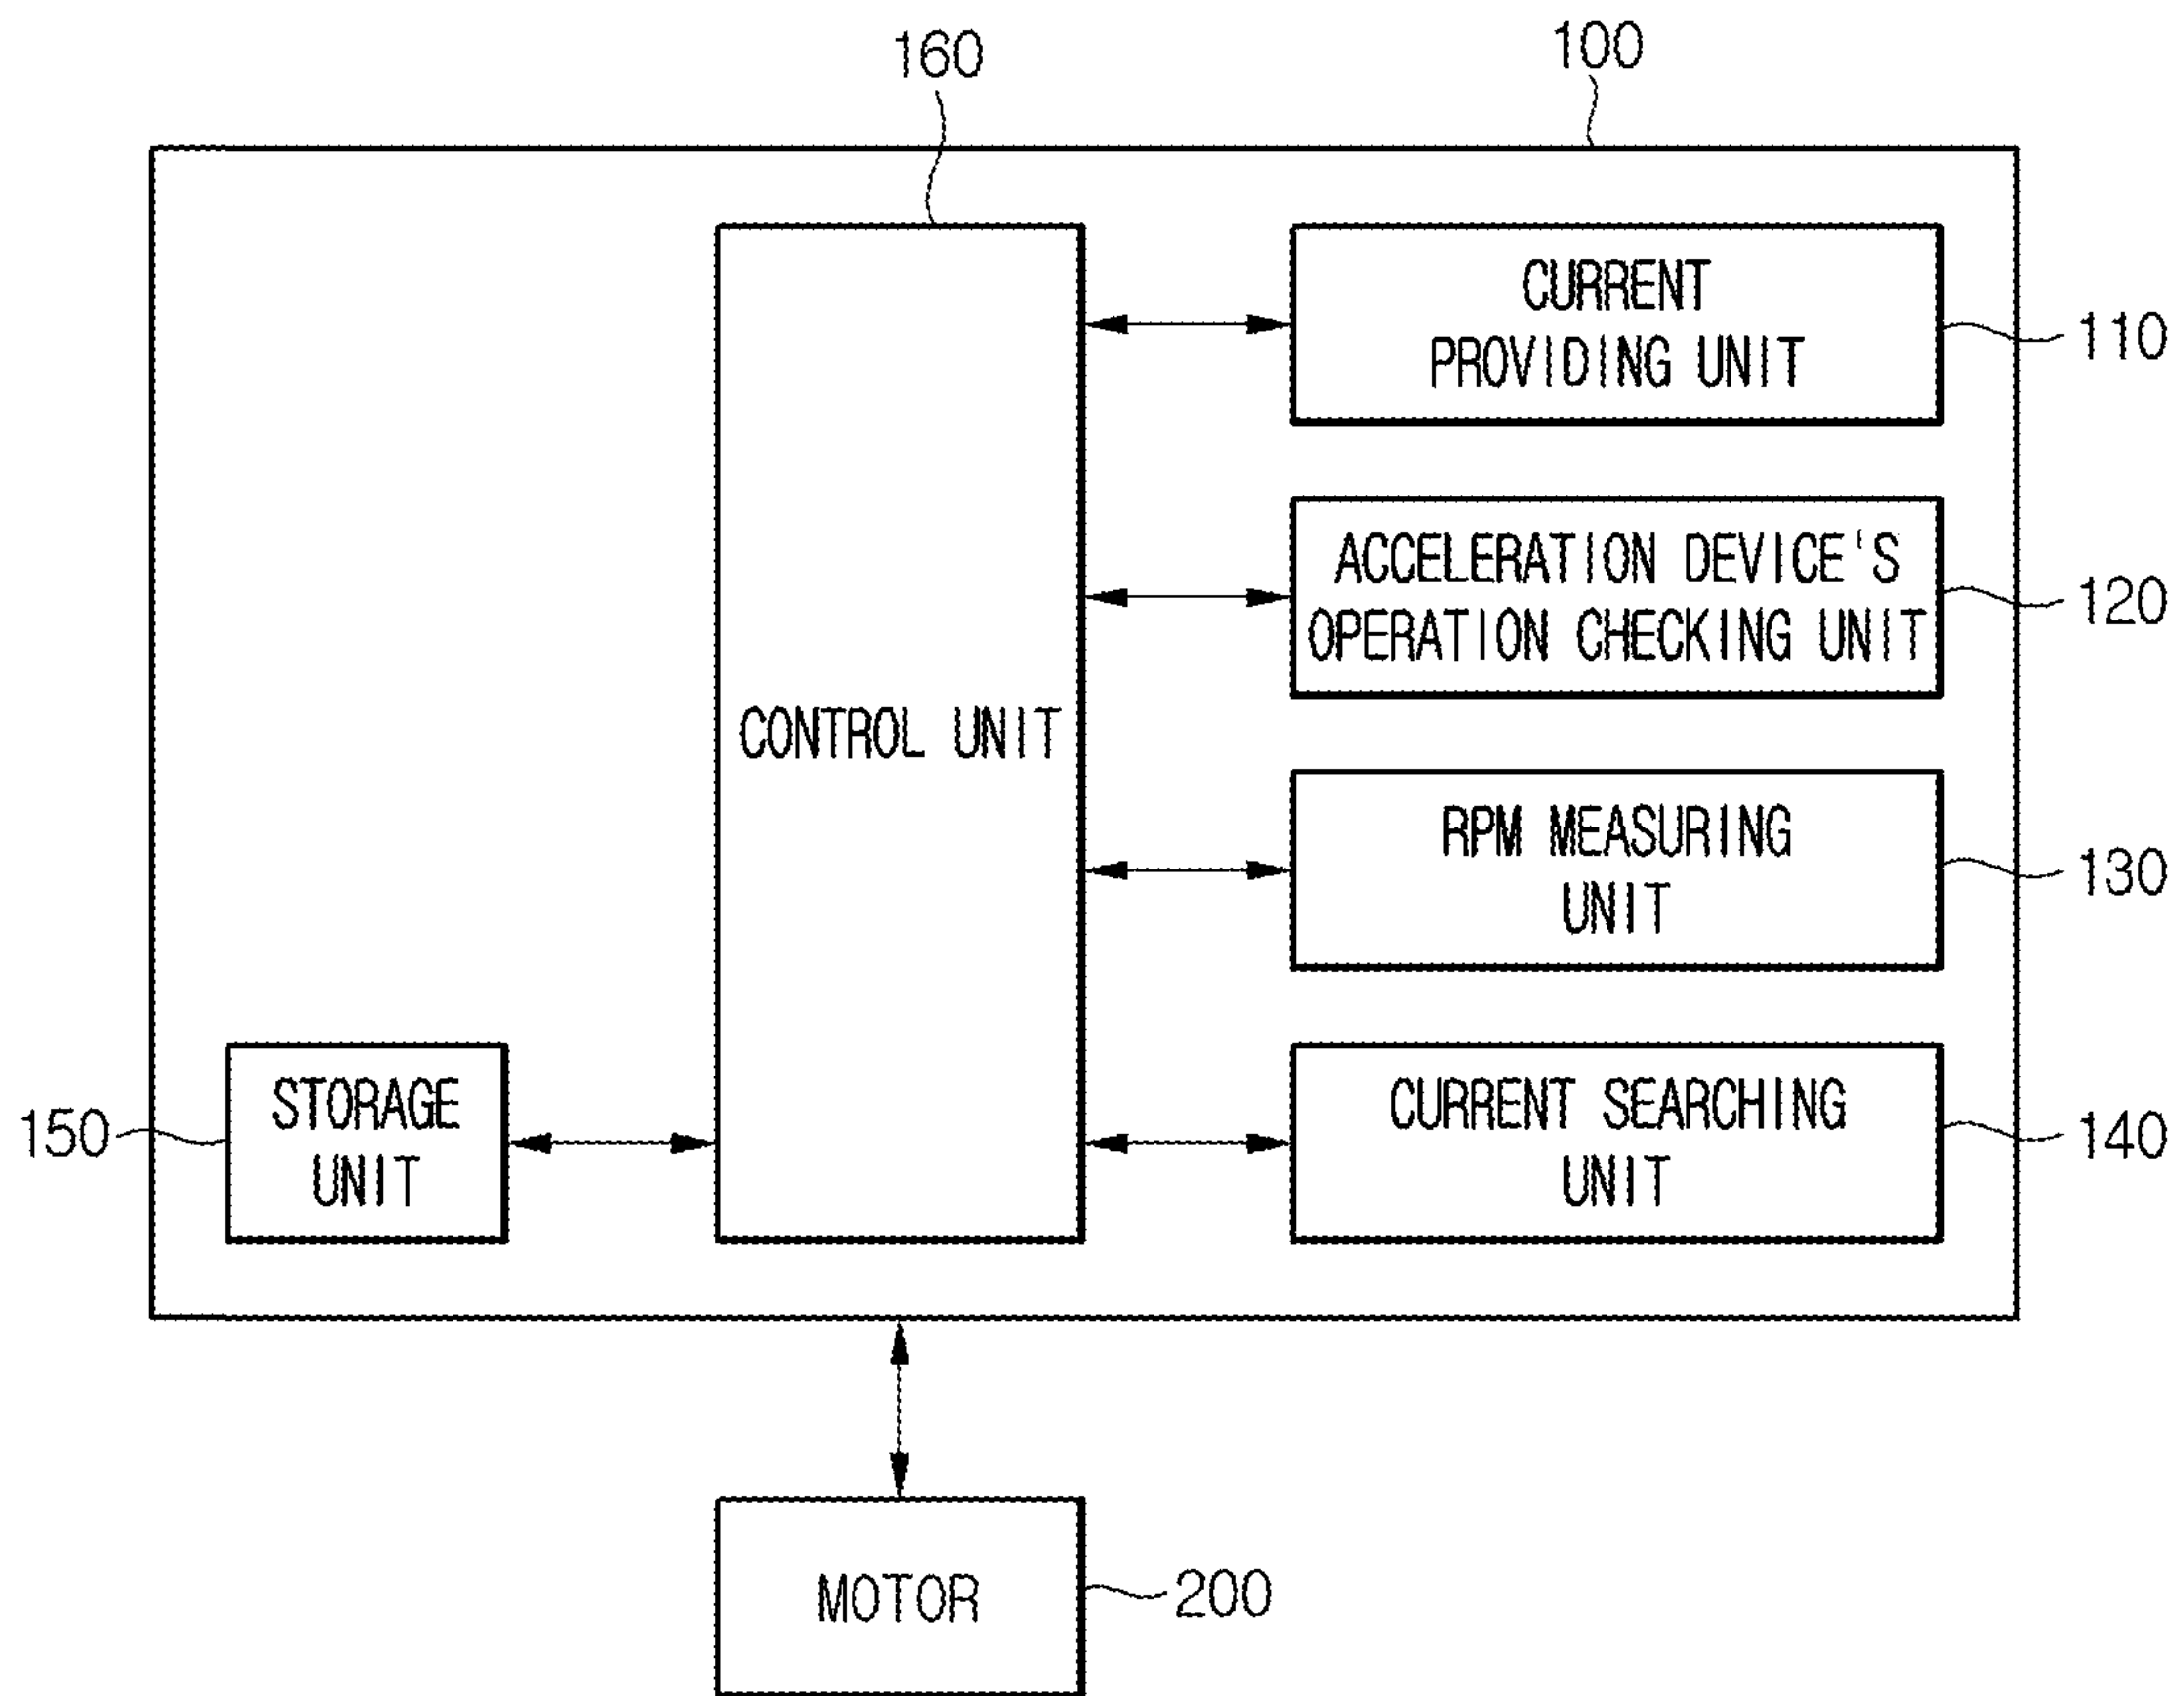 160
100
CURRENT
PROVIDING UNIT
110
ACCELERATION DEVICE'S
OPERATION CHECKING UNIT
120
CONTROL UNIT
RPM MEASURING
UNIT
130
STORAGE
UNIT
150
CURRENT SEARCHING
UNIT
140
MOTOR
200